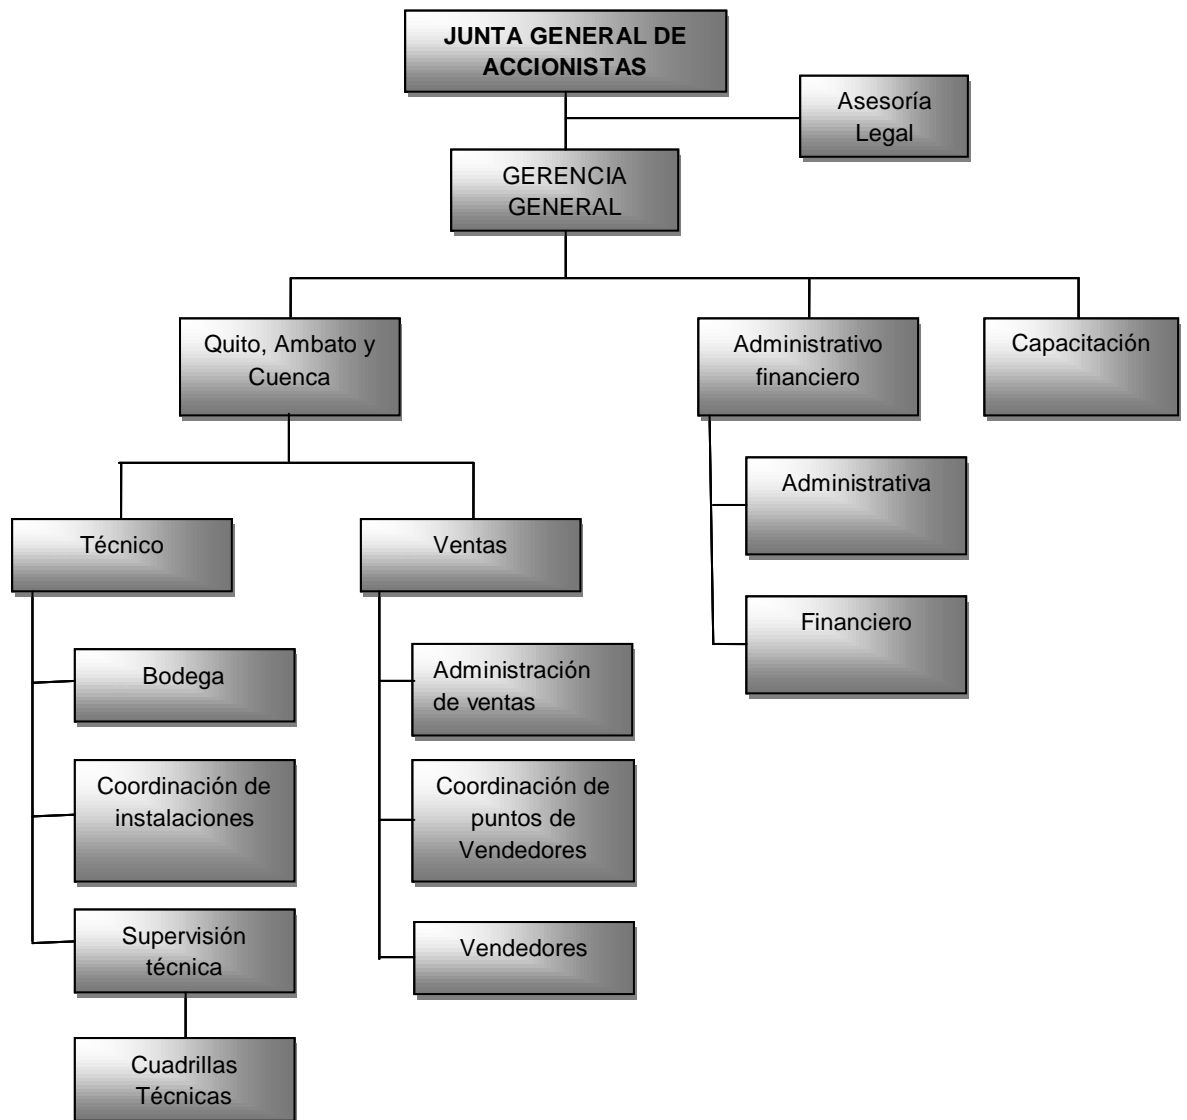 JUNTA GENERAL DE
ACCIONISTAS
Asesoría
Legal
GERENCIA
GENERAL
Quito, Ambato y
Cuenca
Administrativo
financiero
Capacitación
Administrativa
Técnico
Ventas
Financiero
Bodega
Administración
de ventas
Coordinación de
instalaciones
Coordinación de
puntos de
Vendedores
Supervisión
técnica
Vendedores
Cuadrillas
Técnicas